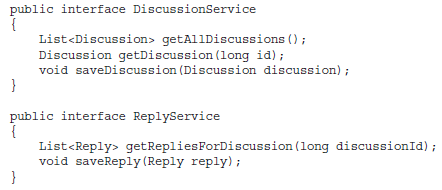 public interface DiscussionService
{
    List<Discussion> getAllDiscussions();
    Discussion getDiscussion(long id);
    void saveDiscussion(Discussion discussion);
}

public interface ReplyService
{
    List<Reply> getRepliesForDiscussion(long discussionId);
    void saveReply(Reply reply);
}